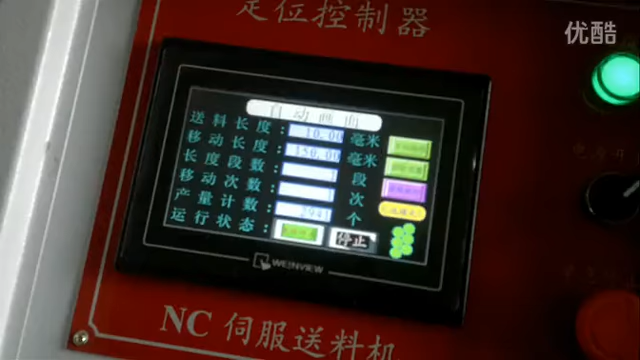 定位控制器
优酷
自动画面
送料长度： 10.00 毫米
移动长度： 150.00 毫米
长度段数： 1 段
移动次数： 次
产量计数： 2941 个
运行状态： 停止
WEINVIEW
NC 伺服送料机